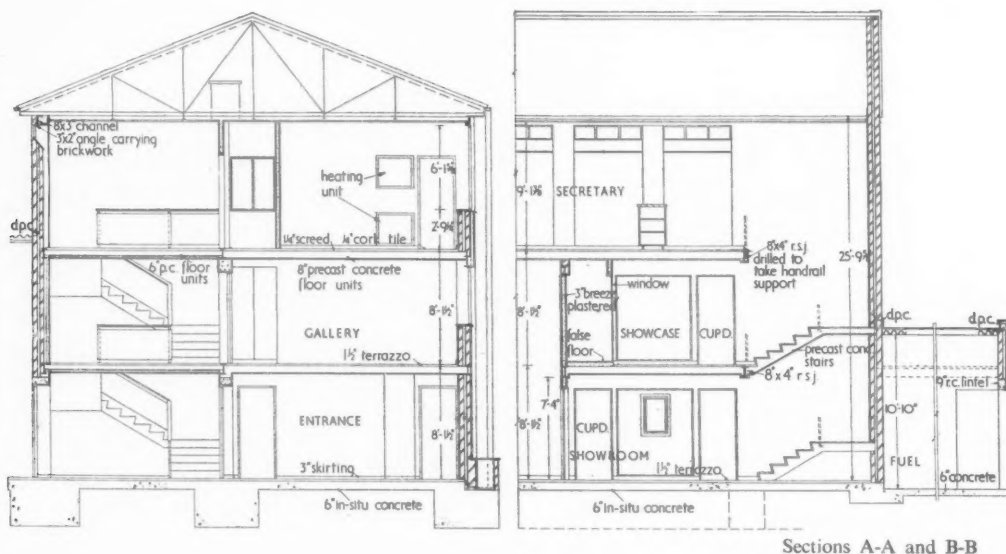 8x3" channel
3x2" angle carrying
brickwork
d.p.c.
heating
unit
6'-1⅝"
2'-9¾"
1¼" screed
¼" cork tile
6" p.c. floor
units
8" precast concrete
floor units
GALLERY
8'-1½"
1½" terrazzo
ENTRANCE
8'-1½"
3" skirting
6" in-situ concrete
SECRETARY
8x4" r.s.j.
drilled to
take handrail
support
25'-9⅞"
3" breeze
plastered
window
8'-1½"
false
floor
SHOWCASE
CUPD.
d.p.c.
d.p.c.
precast conc
stairs
8" x 4" r.s.j.
9" r.c. lintel
7'-4"
8'-1½"
CUPD.
SHOWROOM
1½" terrazzo
10'-10"
FUEL
6" concrete
6" in-situ concrete
Sections A-A and B-B